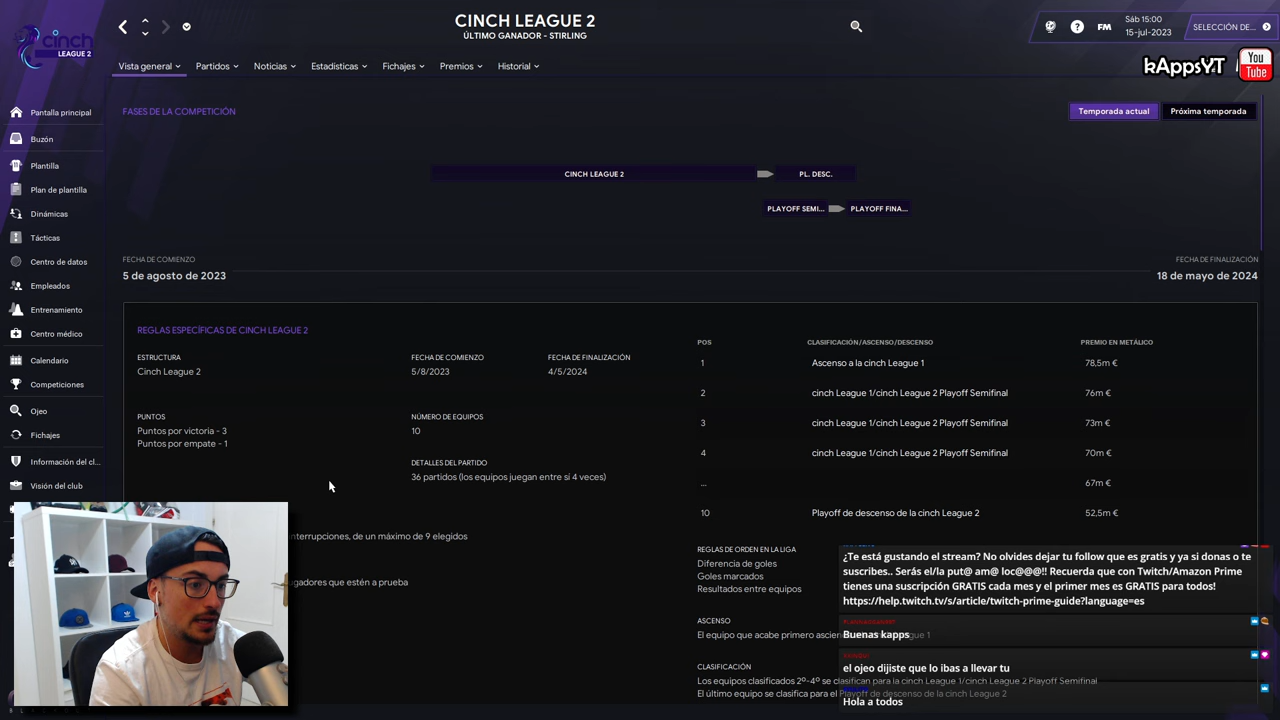 cinch
LEAGUE 2
CINCH LEAGUE 2
ÚLTIMO GANADOR - STIRLING
FM
Sáb 15:00
15-jul-2023
SELECCIÓN DE...
Vista general
Partidos
Noticias
Estadísticas
Fichajes
Premios
Historial
kAppsYT
You
Tube
Pantalla principal
Buzón
Plantilla
Plan de plantilla
Dinámicas
Tácticas
Centro de datos
Empleados
Entrenamiento
Centro médico
Calendario
Competiciones
Ojeo
Fichajes
Información del cl...
Visión del club
FASES DE LA COMPETICIÓN
Temporada actual
Próxima temporada
CINCH LEAGUE 2
PL. DESC.
PLAYOFF SEMI...
PLAYOFF FINA...
FECHA DE COMIENZO
5 de agosto de 2023
FECHA DE FINALIZACIÓN
18 de mayo de 2024
REGLAS ESPECÍFICAS DE CINCH LEAGUE 2
ESTRUCTURA
Cinch League 2
FECHA DE COMIENZO
5/8/2023
FECHA DE FINALIZACIÓN
4/5/2024
PUNTOS
Puntos por victoria - 3
Puntos por empate - 1
NÚMERO DE EQUIPOS
10
DETALLES DEL PARTIDO
36 partidos (los equipos juegan entre sí 4 veces)
interrupciones, de un máximo de 9 elegidos
jugadores que estén a prueba
POS CLASIFICACIÓN/ASCENSO/DESCENSO PREMIO EN METÁLICO
1 Ascenso a la cinch League 1 78,5m €
2 cinch League 1/cinch League 2 Playoff Semifinal 76m €
3 cinch League 1/cinch League 2 Playoff Semifinal 73m €
4 cinch League 1/cinch League 2 Playoff Semifinal 70m €
... 67m €
10 Playoff de descenso de la cinch League 2 52,5m €
REGLAS DE ORDEN EN LA LIGA
Diferencia de goles
Goles marcados
Resultados entre equipos
ASCENSO
El equipo que acabe primero ascien
gue 1
CLASIFICACIÓN
Los equipos clasificados 2º-4º se clasifican para la cinch League 1/cinch League 2 Playoff Semifinal
El último equipo se clasifica para el Playoff de descenso de la cinch League 2
¿Te está gustando el stream? No olvides dejar tu follow que es gratis y ya si donas o te
suscribes.. Serás el/la put@ am@ loc@@@!! Recuerda que con Twitch/Amazon Prime
tienes una suscripción GRATIS cada mes y el primer mes es GRATIS para todos!
https://help.twitch.tv/s/article/twitch-prime-guide?language=es
Buenas kapps
el ojeo dijiste que lo ibas a llevar tu
Hola a todos